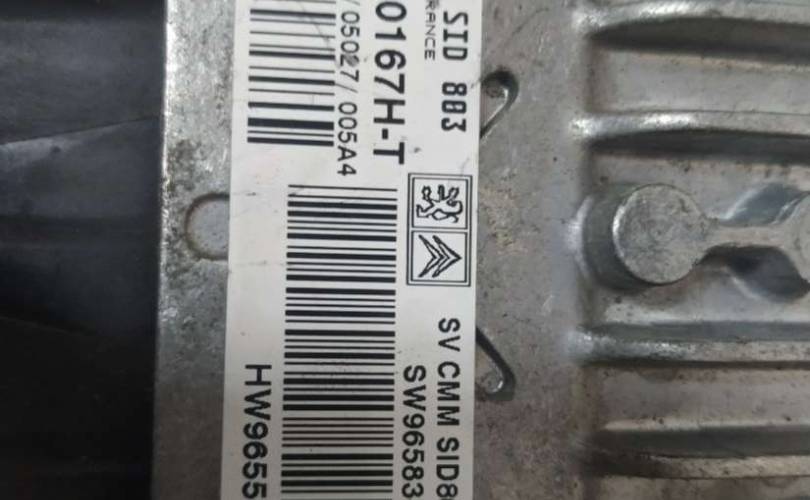 SID 803
RANCE
0167H-T
/05027/005A4
SV CMM SID8
SW96583
HW9655